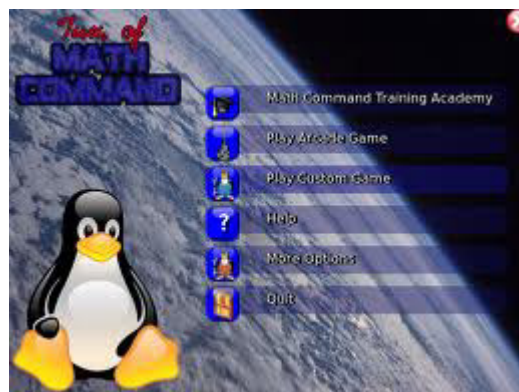 Tux, of
MATH
COMMAND
Math Command Training Academy
Play Arcade Game
Play Custom Game
?
Help
More Options
Quit